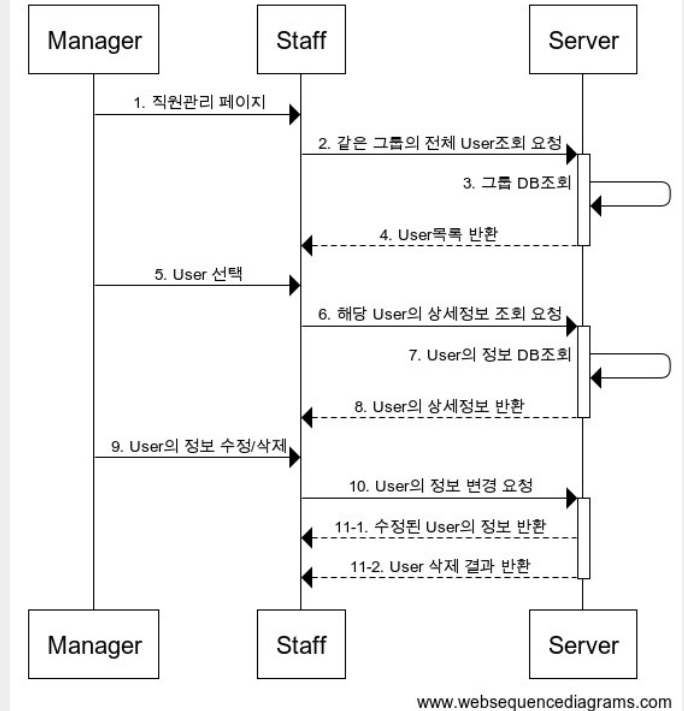 Manager Staff Server
1. 직원관리 페이지
2. 같은 그룹의 전체 User조회 요청
3. 그룹 DB조회
4. User목록 반환
5. User 선택
6. 해당 User의 상세정보 조회 요청
7. User의 정보 DB조회
8. User의 상세정보 반환
9. User의 정보 수정/삭제
10. User의 정보 변경 요청
11-1. 수정된 User의 정보 반환
11-2. User 삭제 결과 반환
Manager Staff Server
www.websequencediagrams.com